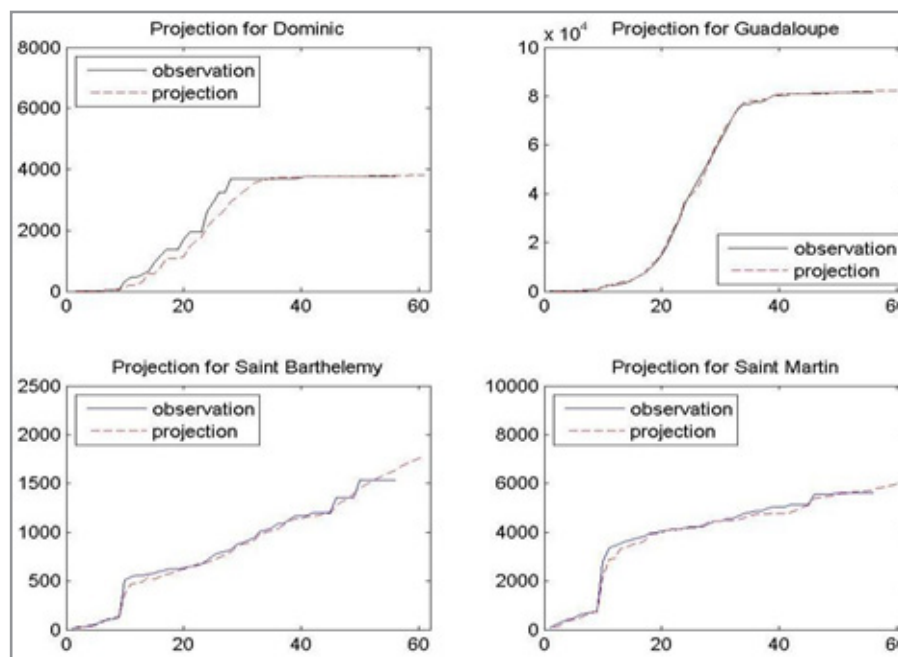 Projection for Dominic
8000
6000
4000
2000
0
0 20 40 60
observation
projection
Projection for Guadaloupe
x 10⁴
10
8
6
4
2
0
0 20 40 60
observation
projection
Projection for Saint Barthelemy
2500
2000
1500
1000
500
0
0 20 40 60
observation
projection
Projection for Saint Martin
10000
8000
6000
4000
2000
0
0 20 40 60
observation
projection